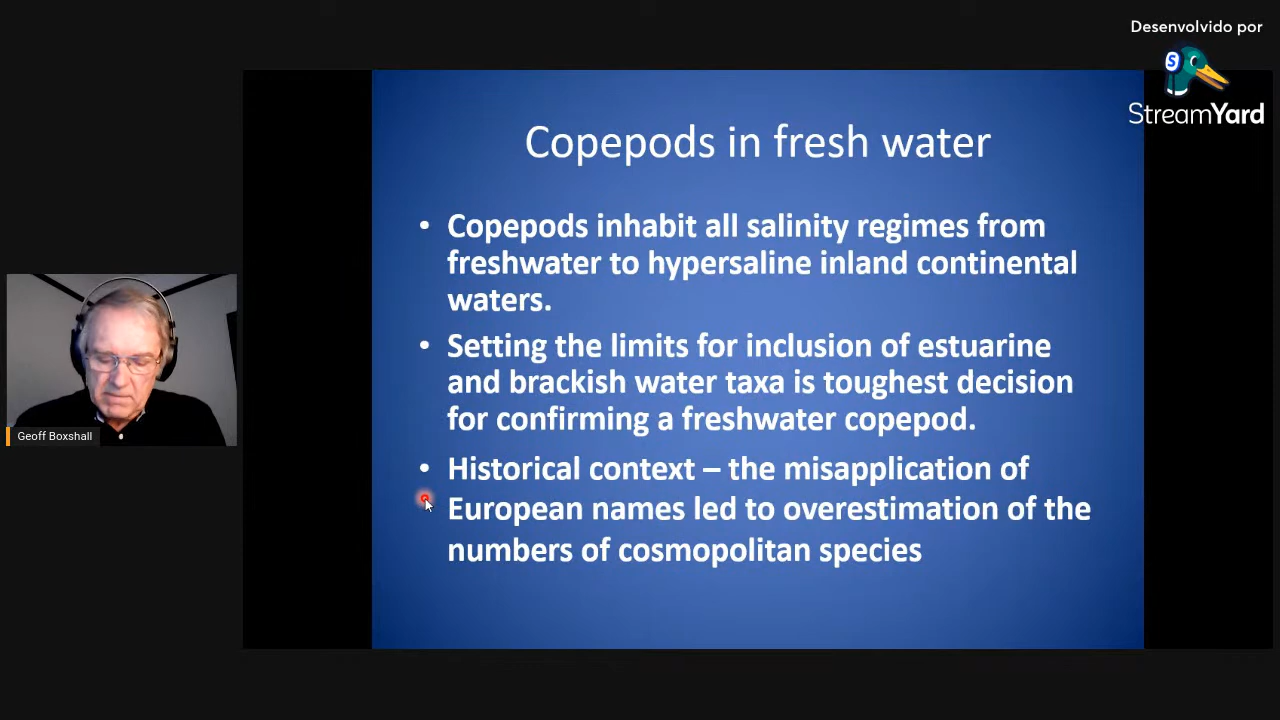 Desenvolvido por
StreamYard
Copepods in fresh water
• Copepods inhabit all salinity regimes from
freshwater to hypersaline inland continental
waters.
• Setting the limits for inclusion of estuarine
and brackish water taxa is toughest decision
for confirming a freshwater copepod.
• Historical context – the misapplication of
European names led to overestimation of the
numbers of cosmopolitan species
Geoff Boxshall